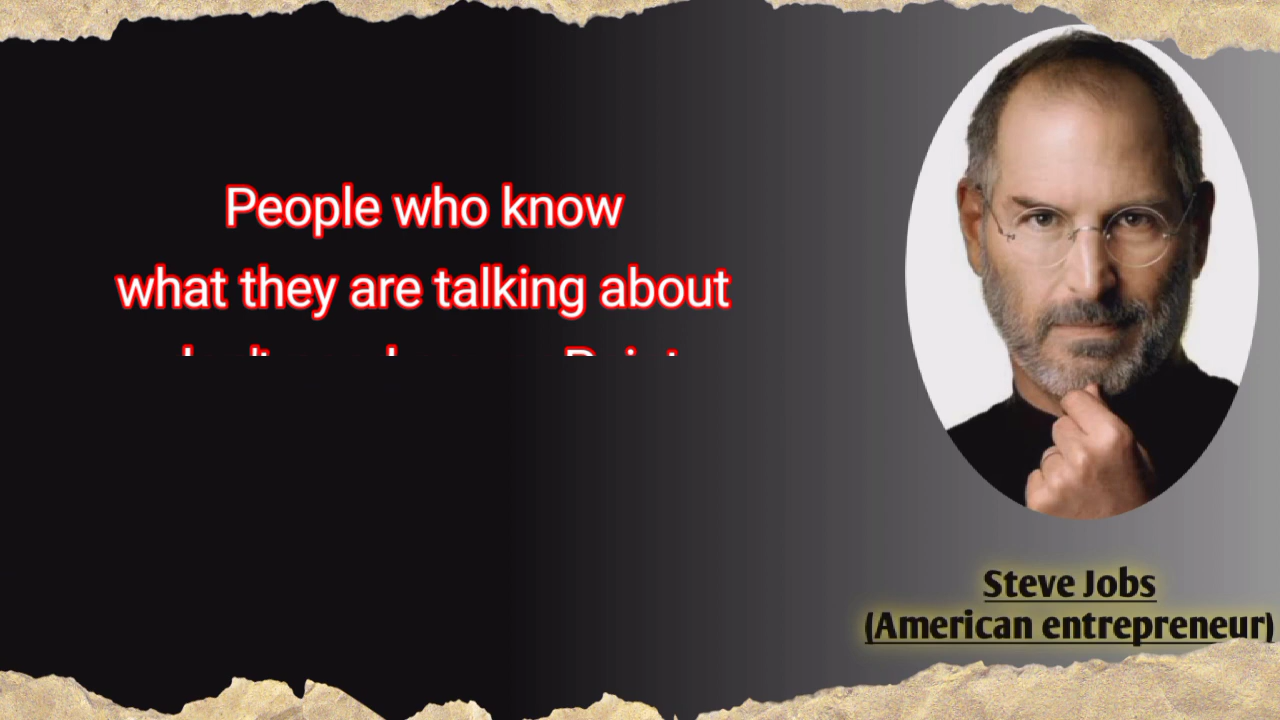 People who know
what they are talking about
Steve Jobs
(American entrepreneur)